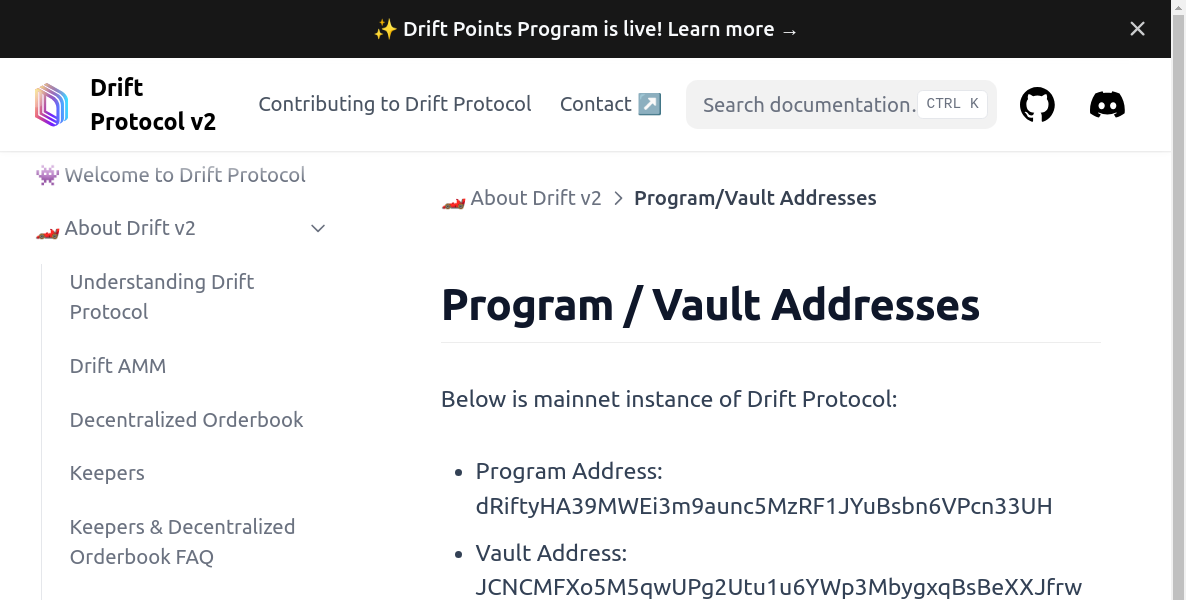 ✨ Drift Points Program is live! Learn more →
Drift
Protocol v2
Contributing to Drift Protocol
Contact ↗️
Search documentation.
CTRL K
👾 Welcome to Drift Protocol
🏎️ About Drift v2
Understanding Drift
Protocol
Drift AMM
Decentralized Orderbook
Keepers
Keepers & Decentralized
Orderbook FAQ
🏎️ About Drift v2 > Program/Vault Addresses
Program / Vault Addresses
Below is mainnet instance of Drift Protocol:
• Program Address:
dRiftyHA39MWEi3m9aunc5MzRF1JYuBsbn6VPcn33UH
• Vault Address:
JCNCMFXo5M5qwUPg2Utu1u6YWp3MbygxqBsBeXXJfrw